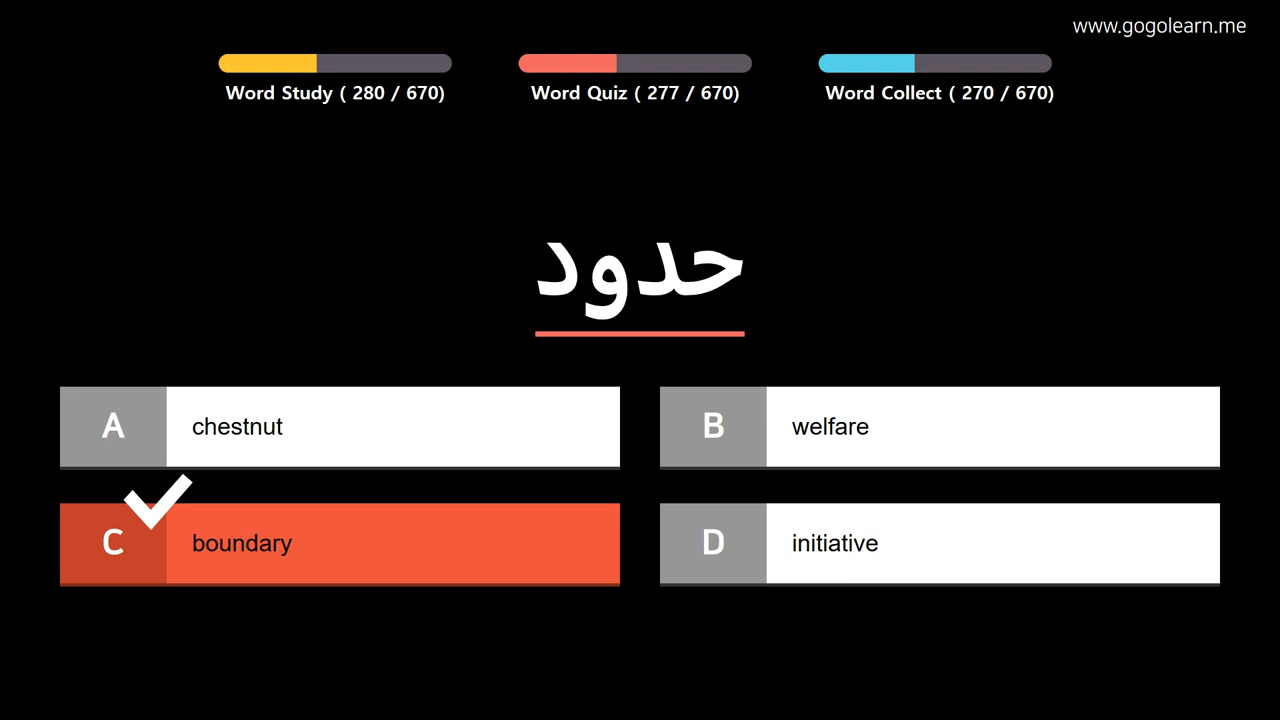 www.gogolearn.me
Word Study ( 280 / 670)
Word Quiz ( 277 / 670)
Word Collect ( 270 / 670)
حدود
A chestnut
B welfare
C boundary
D initiative